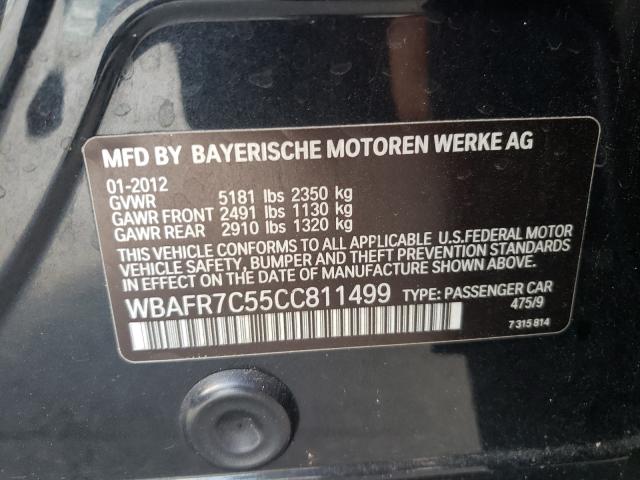 MFD BY BAYERISCHE MOTOREN WERKE AG
01-2012
GVWR 5181 lbs 2350 kg
GAWR FRONT 2491 lbs 1130 kg
GAWR REAR 2910 lbs 1320 kg
THIS VEHICLE CONFORMS TO ALL APPLICABLE U.S.FEDERAL MOTOR
VEHICLE SAFETY, BUMPER AND THEFT PREVENTION STANDARDS
IN EFFECT ON THE DATE OF MANUFACTURE
SHOWN ABOVE.
WBAFR7C55CC811499 TYPE: PASSENGER CAR
475/9
7 315 814